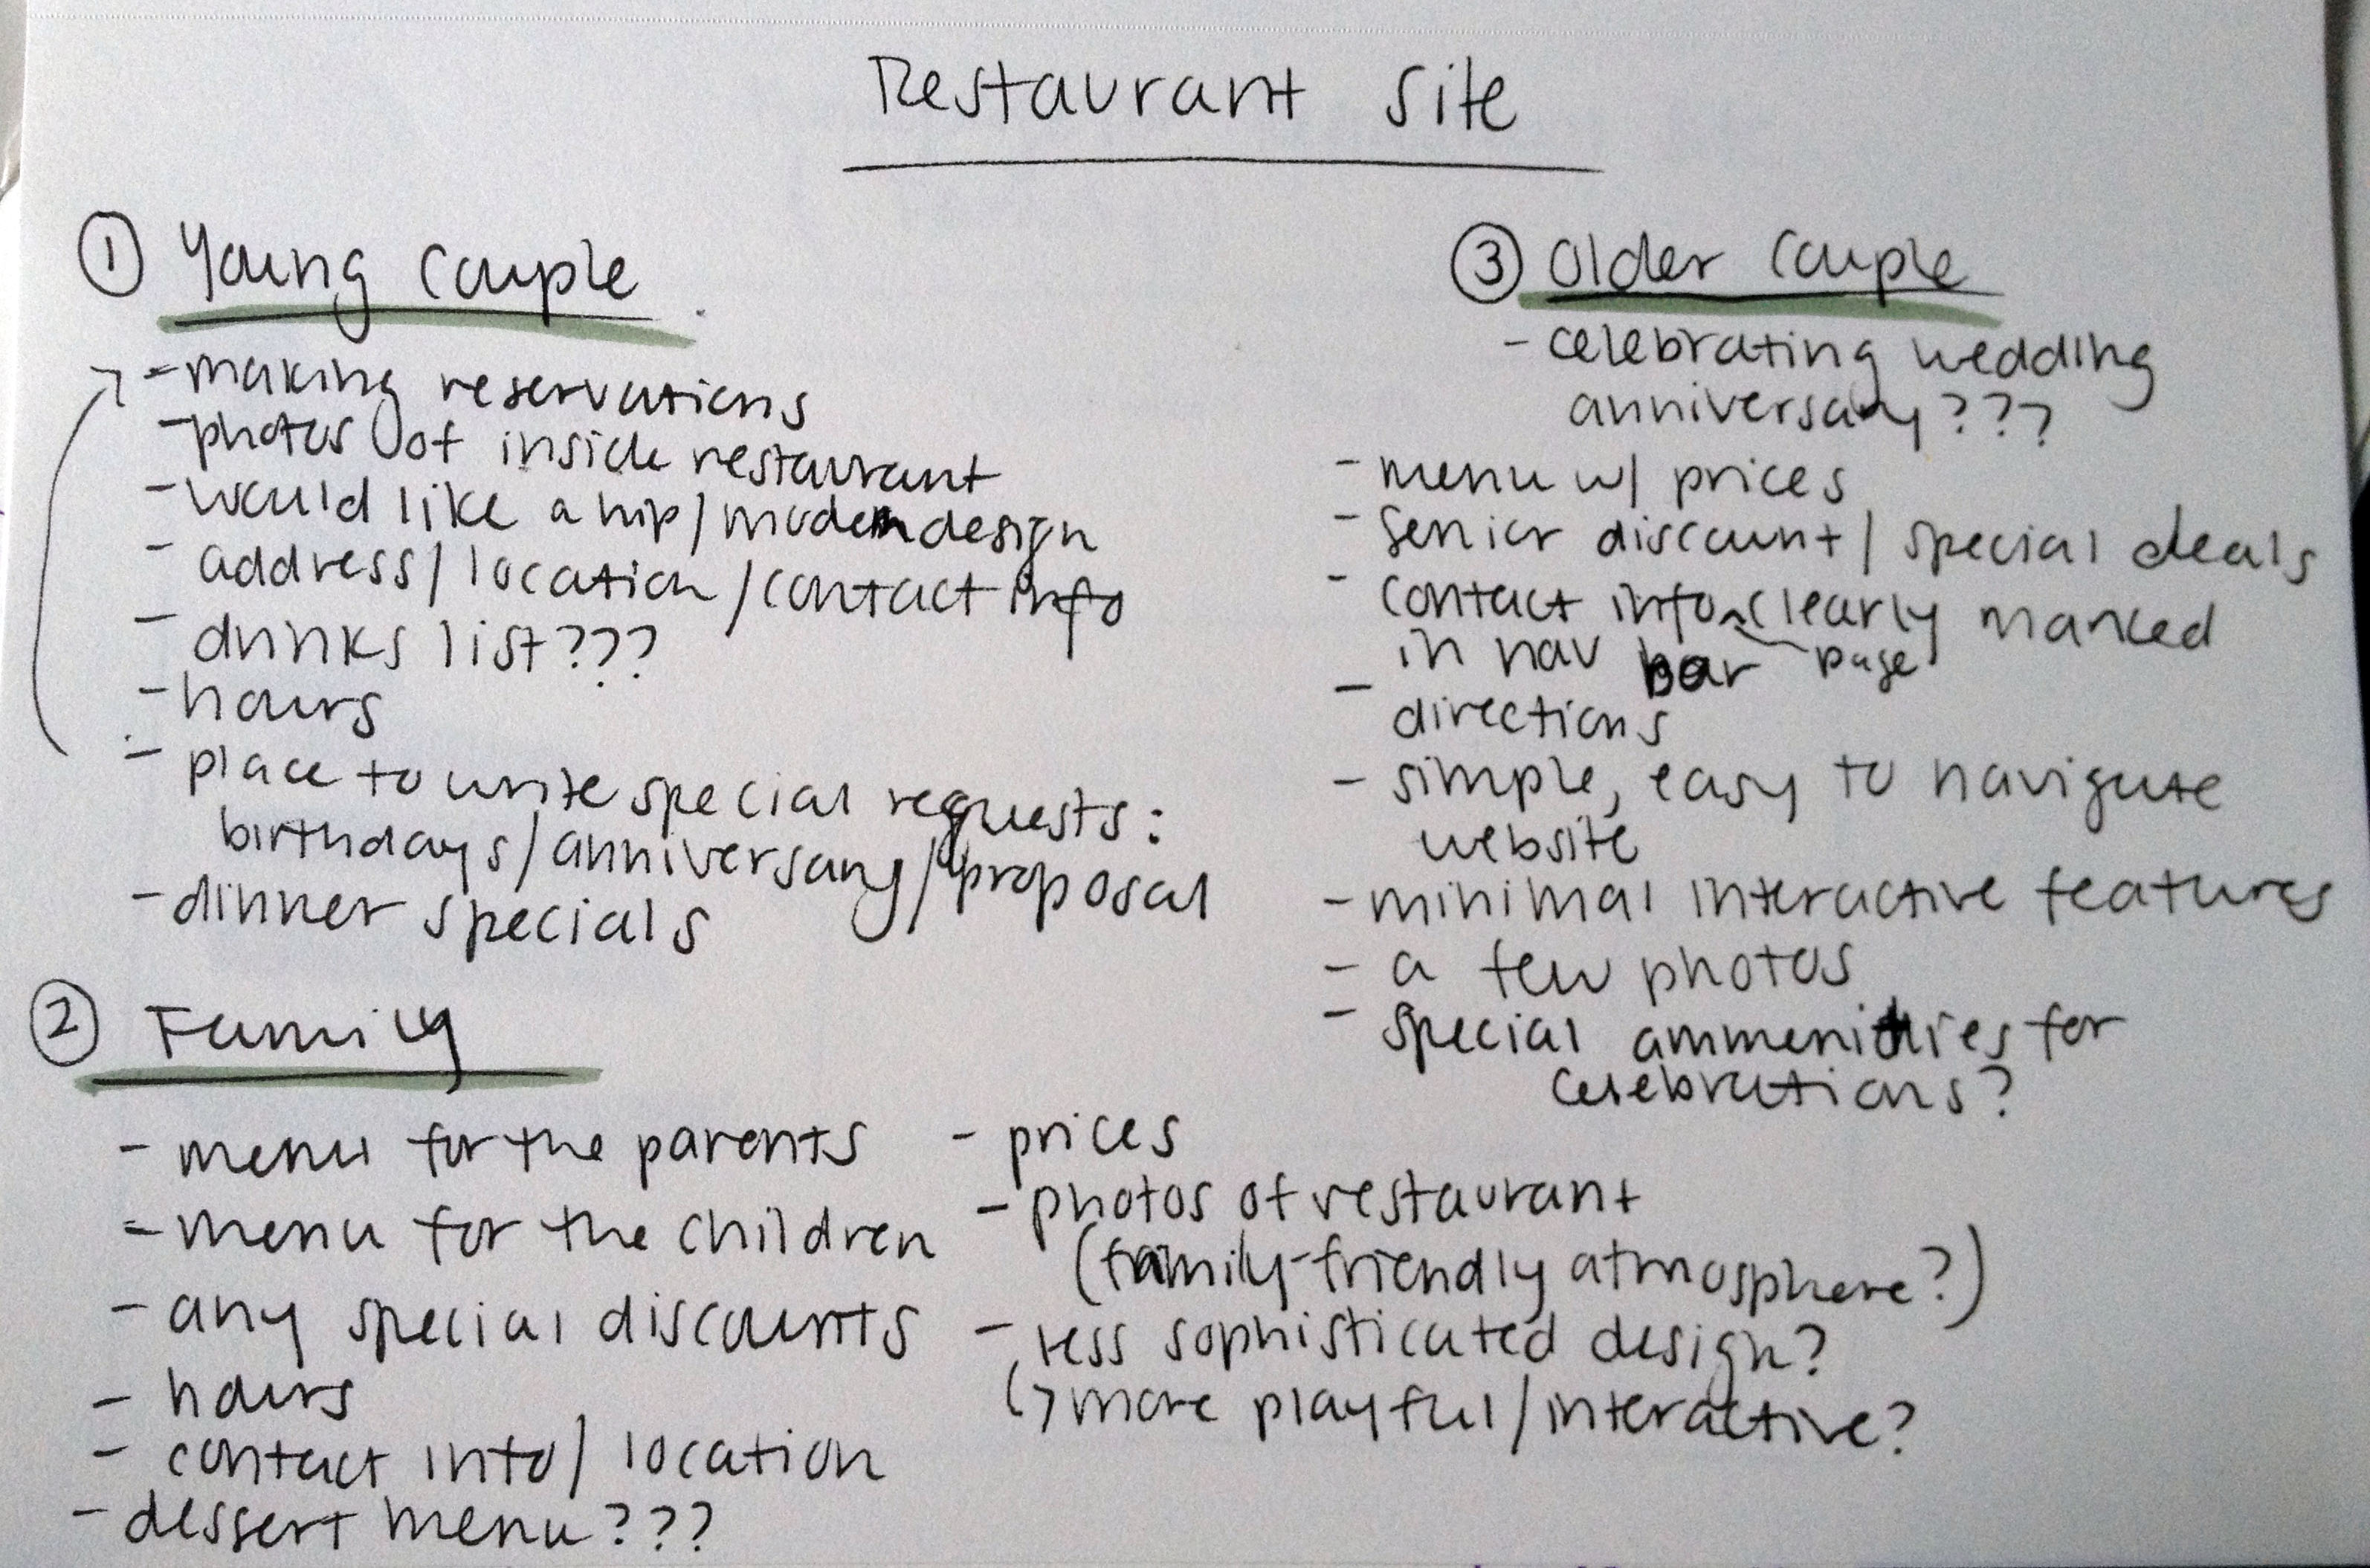 Restaurant Site
① Young Couple
- making reservations
- photos of inside restaurant
- would like a hip/modern design
- address/location/contact info
- drinks list???
- hours
- place to write special requests:
birthdays/anniversary/proposal
- dinner specials
② Family
- menu for the parents
- menu for the children
- any special discounts
- hours
- contact info/location
- dessert menu???
- prices
- photos of restaurant
(family-friendly atmosphere?)
- less sophisticated design?
↳ more playful/interactive?
③ Older Couple
- celebrating wedding
anniversary???
- menu w/ prices
- senior discount/special deals
- contact info clearly marked
in nav bar page
- directions
- simple, easy to navigate
website
- minimal interactive features
- a few photos
- special ammenities for
celebrations?